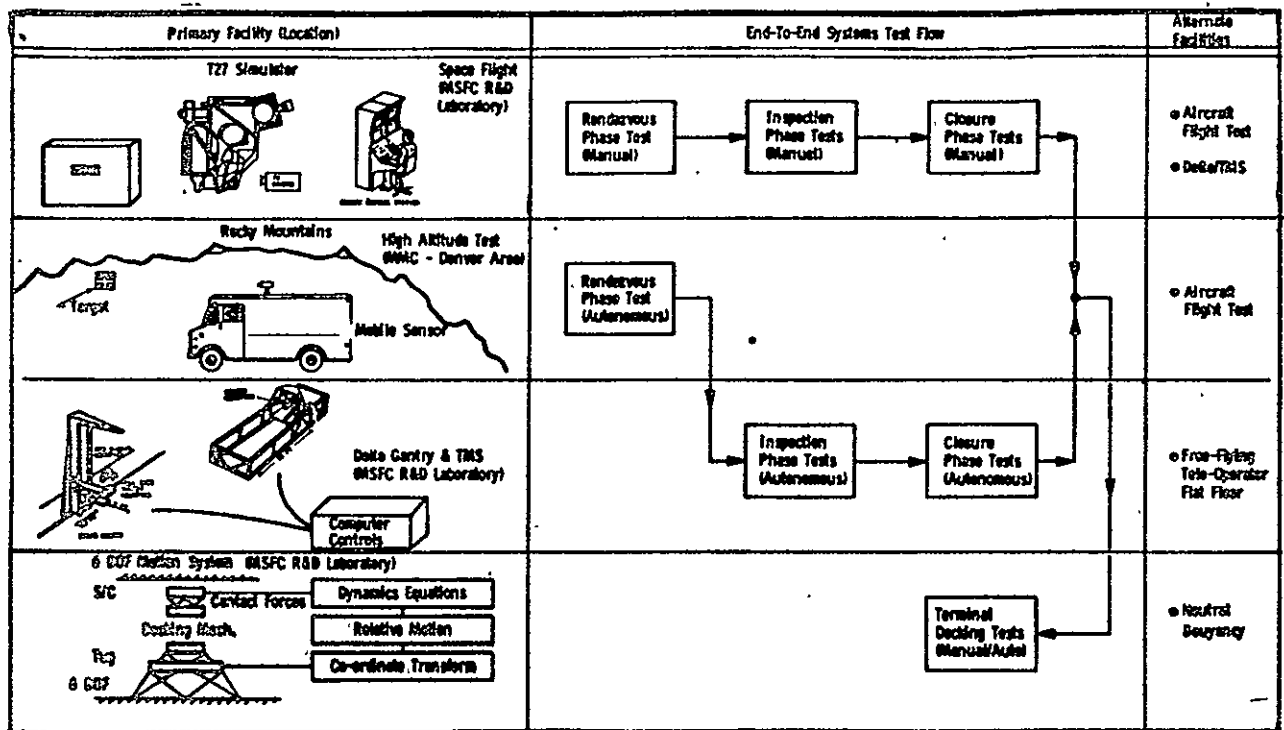 Primary Facility (Location)
End-To-End Systems Test Flow
Alternate
Facilities
T27 Simulator
Space Flight
(MSFC R&D
Laboratory)
Rendezvous
Phase Test
(Manual)
Inspection
Phase Tests
(Manual)
Closure
Phase Tests
(Manual)
● Aircraft
Flight Test
● Delta/TMS
Rocky Mountains
High Altitude Test
(MMC - Denver Area)
Target
Mobile Sensor
Rendezvous
Phase Test
(Autonomous)
● Aircraft
Flight Test
Delta Gantry & TMS
(MSFC R&D Laboratory)
Computer
Controls
Inspection
Phase Tests
(Autonomous)
Closure
Phase Tests
(Autonomous)
● Free-Flying
Tele-Operator
Flat Floor
6 DOF Motion System (MSFC R&D Laboratory)
S/C
Contact Forces
Dynamics Equations
Docking Mech.
Relative Motion
Tug
Co-ordinate Transform
6 DOF
Terminal
Docking Tests
(Manual/Auto)
● Neutral
Buoyancy